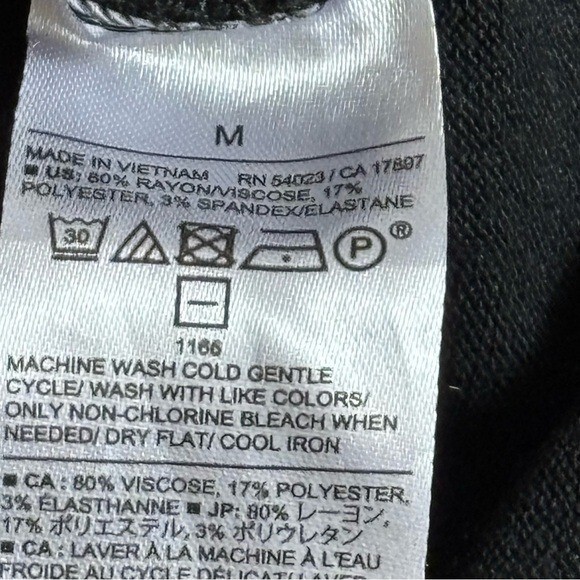 M
MADE IN VIETNAM RN 54023 / CA 17897
■ US: 80% RAYON/VISCOSE, 17%
POLYESTER, 3% SPANDEX/ELASTANE
30 P ®
1166
MACHINE WASH COLD GENTLE
CYCLE/ WASH WITH LIKE COLORS/
ONLY NON-CHLORINE BLEACH WHEN
NEEDED/ DRY FLAT/ COOL IRON
■ CA : 80% VISCOSE, 17% POLYESTER,
3% ÉLASTHANNE ■ JP: 80% レーヨン,
17% ポリエステル, 3% ポリウレタン
■ CA : LAVER À LA MACHINE À L'EAU
FROIDE AU CYCLE DÉLICAT/ LAVER